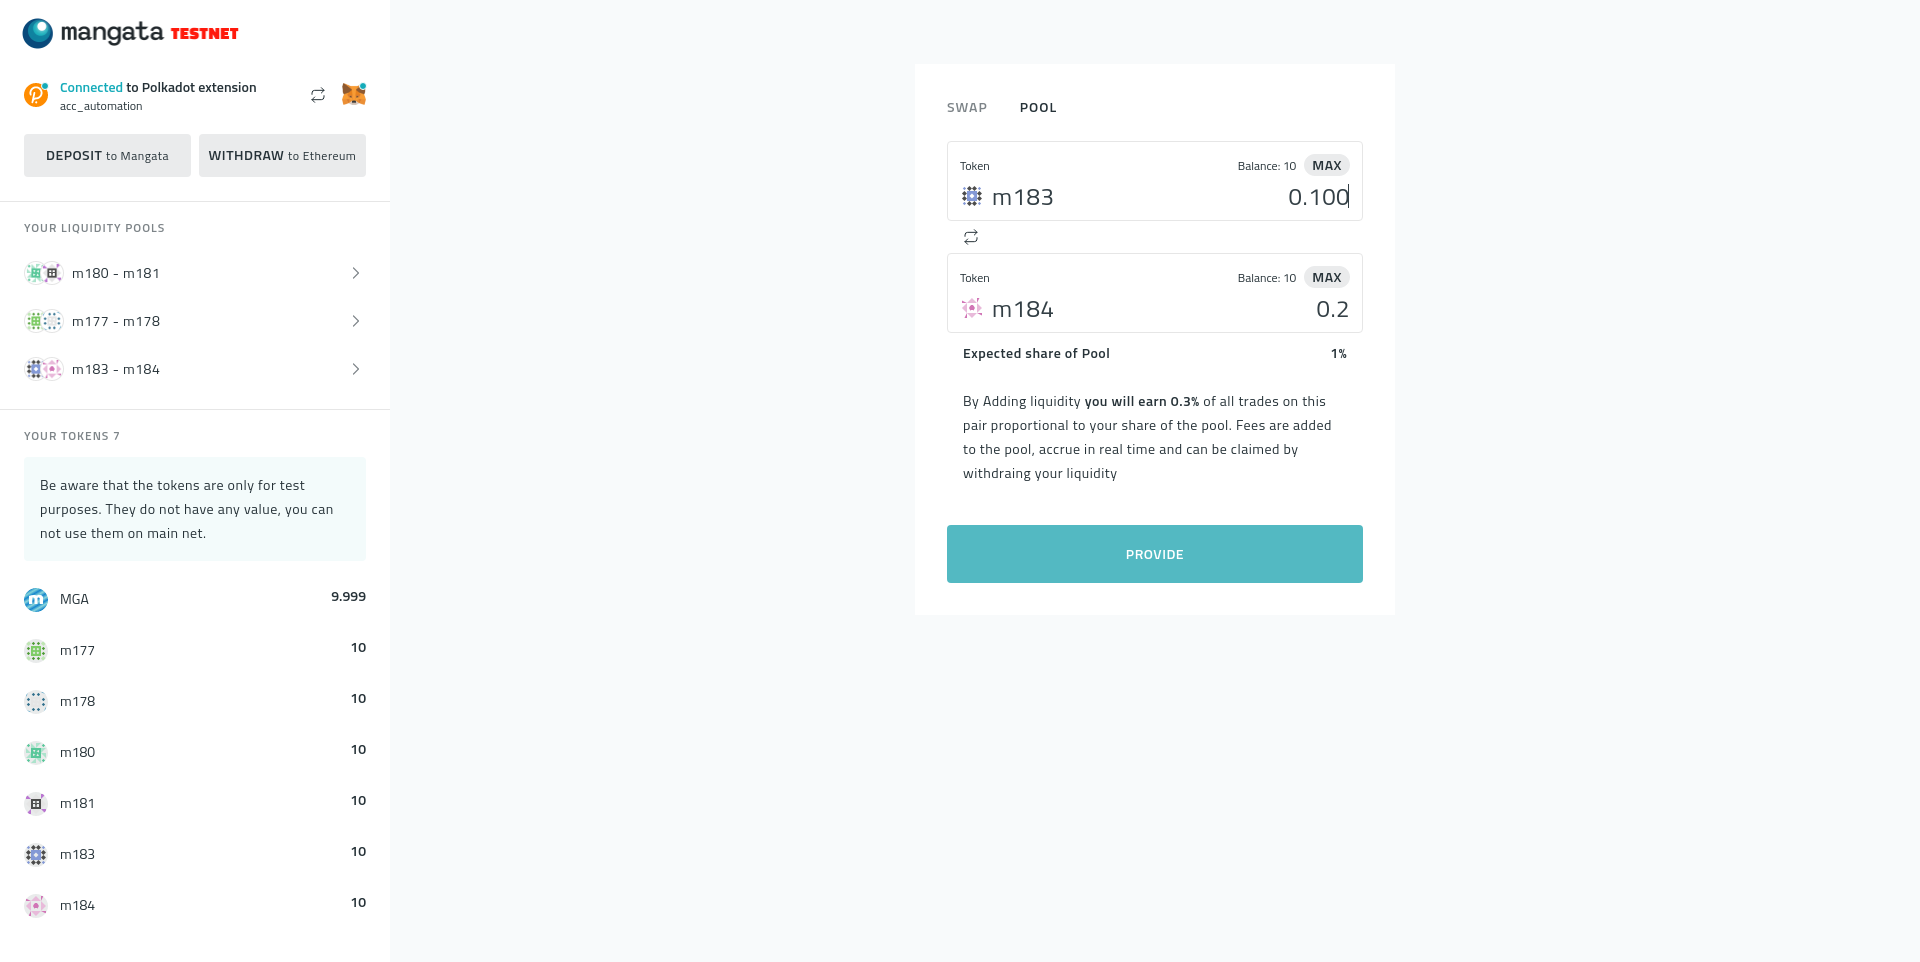 mangata TESTNET
Connected to Polkadot extension
acc_automation
DEPOSIT to Mangata
WITHDRAW to Ethereum
YOUR LIQUIDITY POOLS
m180 - m181
m177 - m178
m183 - m184
YOUR TOKENS 7
Be aware that the tokens are only for test
purposes. They do not have any value, you can
not use them on main net.
MGA 9.999
m177 10
m178 10
m180 10
m181 10
m183 10
m184 10
SWAP POOL
Token Balance: 10 MAX
m183 0.100
Token Balance: 10 MAX
m184 0.2
Expected share of Pool 1%
By Adding liquidity you will earn 0.3% of all trades on this
pair proportional to your share of the pool. Fees are added
to the pool, accrue in real time and can be claimed by
withdraing your liquidity
PROVIDE